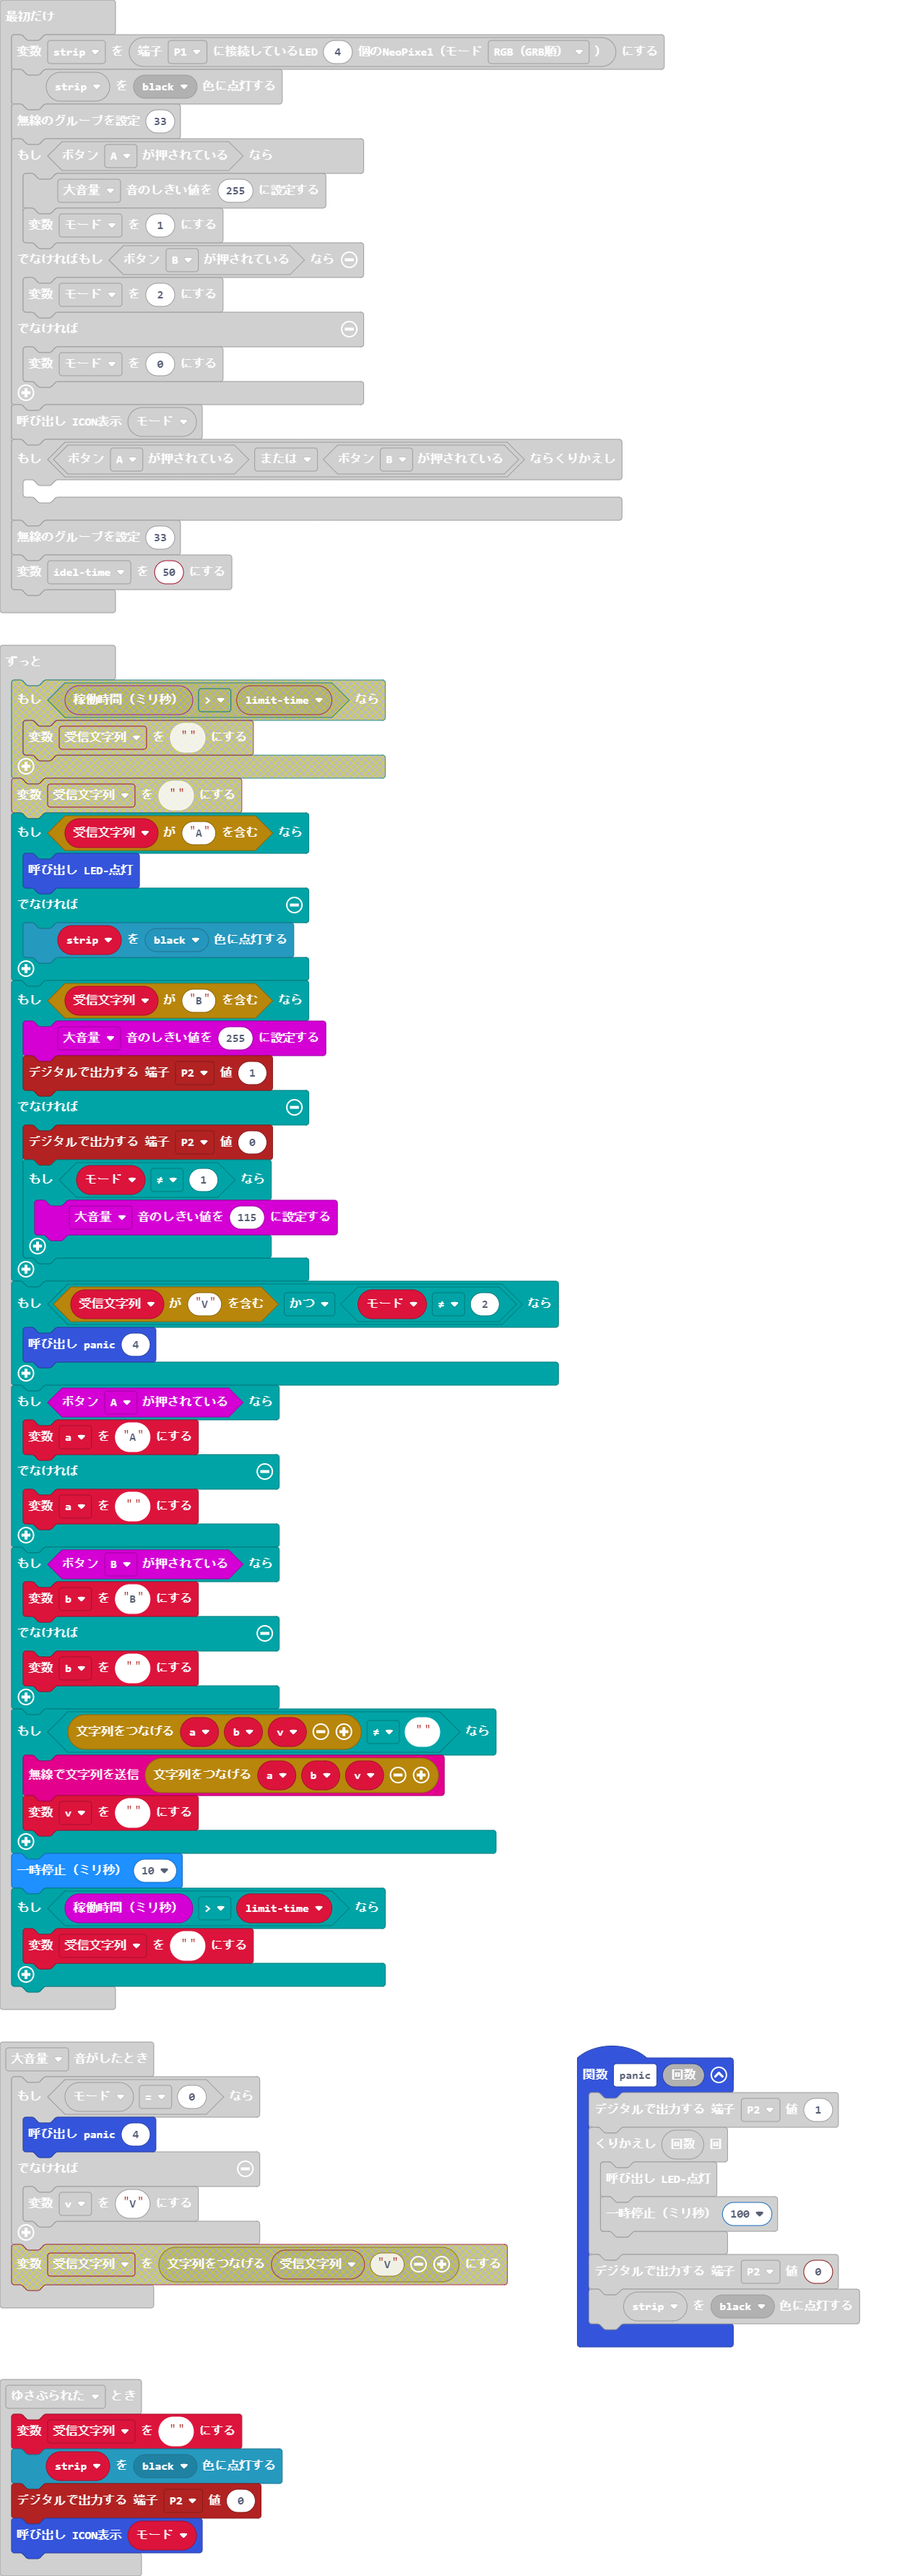 最初だけ
変数 strip を 端子 P1 に接続しているLED 4 個のNeoPixel（モード RGB（GRB順） ） にする
strip を black 色に点灯する
無線のグループを設定 33
もし ボタン A が押されている なら
大音量 音のしきい値を 255 に設定する
変数 モード を 1 にする
でなければもし ボタン B が押されている なら
変数 モード を 2 にする
でなければ
変数 モード を 0 にする
呼び出し ICON表示 モード
もし ボタン A が押されている または ボタン B が押されている ならくりかえし
無線のグループを設定 33
変数 idel-time を 50 にする
ずっと
もし 稼働時間（ミリ秒） > limit-time なら
変数 受信文字列 を "" にする
変数 受信文字列 を "" にする
もし 受信文字列 が "A" を含む なら
呼び出し LED-点灯
でなければ
strip を black 色に点灯する
もし 受信文字列 が "B" を含む なら
大音量 音のしきい値を 255 に設定する
デジタルで出力する 端子 P2 値 1
でなければ
デジタルで出力する 端子 P2 値 0
もし モード ≠ 1 なら
大音量 音のしきい値を 115 に設定する
もし 受信文字列 が "V" を含む かつ モード ≠ 2 なら
呼び出し panic 4
もし ボタン A が押されている なら
変数 a を "A" にする
でなければ
変数 a を "" にする
もし ボタン B が押されている なら
変数 b を "B" にする
でなければ
変数 b を "" にする
もし 文字列をつなげる a b v ≠ "" なら
無線で文字列を送信 文字列をつなげる a b v
変数 v を "" にする
一時停止（ミリ秒） 10
もし 稼働時間（ミリ秒） > limit-time なら
変数 受信文字列 を "" にする
大音量 音がしたとき
もし モード = 0 なら
呼び出し panic 4
でなければ
変数 v を "V" にする
変数 受信文字列 を 文字列をつなげる 受信文字列 "V" にする
関数 panic 回数
デジタルで出力する 端子 P2 値 1
くりかえし 回数 回
呼び出し LED-点灯
一時停止（ミリ秒） 100
デジタルで出力する 端子 P2 値 0
strip を black 色に点灯する
ゆさぶられた とき
変数 受信文字列 を "" にする
strip を black 色に点灯する
デジタルで出力する 端子 P2 値 0
呼び出し ICON表示 モード